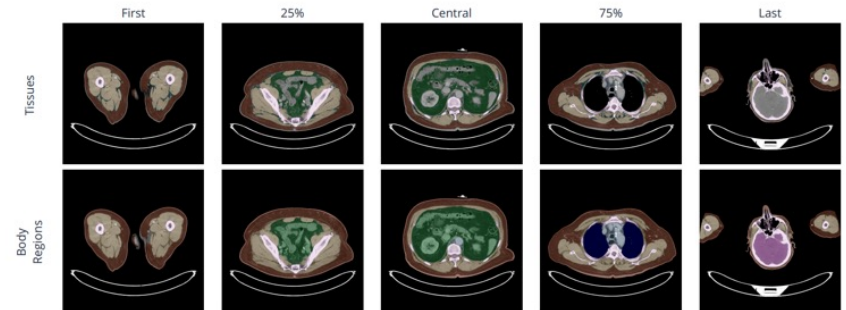 First
25%
Central
75%
Last
Tissues
Body
Regions